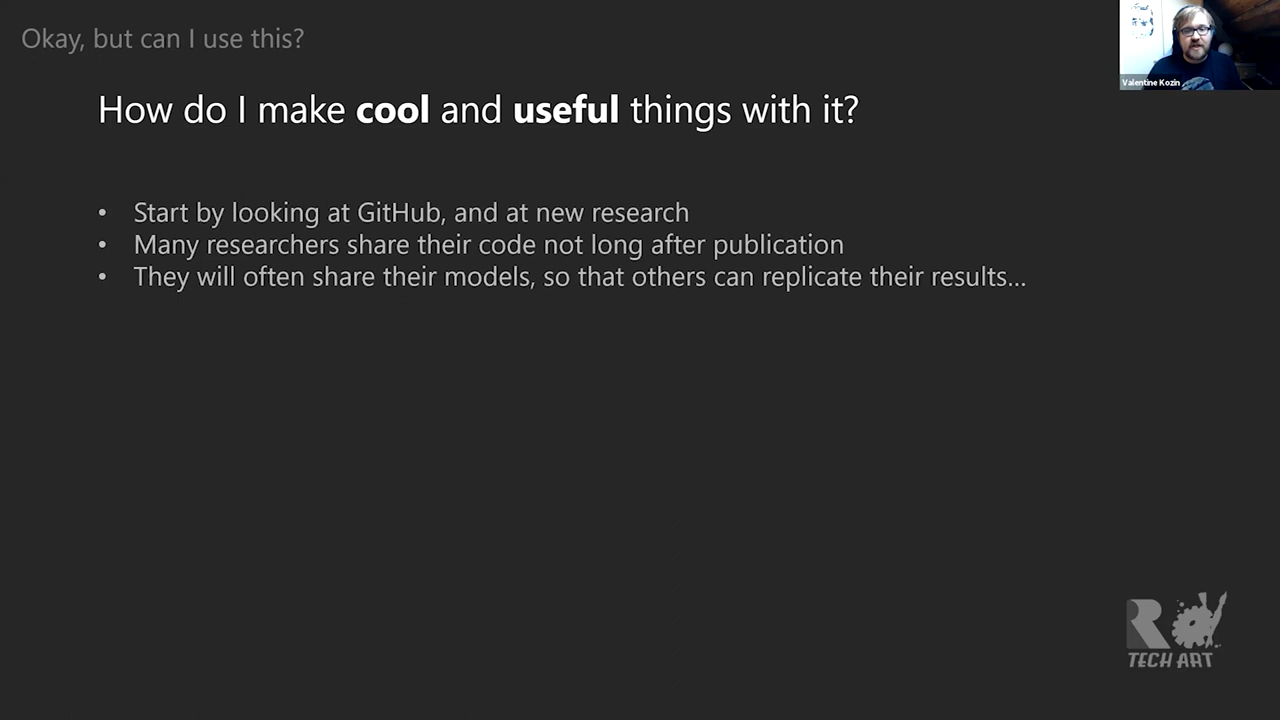 Okay, but can I use this?
Valentine Kozin
How do I make cool and useful things with it?
• Start by looking at GitHub, and at new research
• Many researchers share their code not long after publication
• They will often share their models, so that others can replicate their results...
R
TECH ART